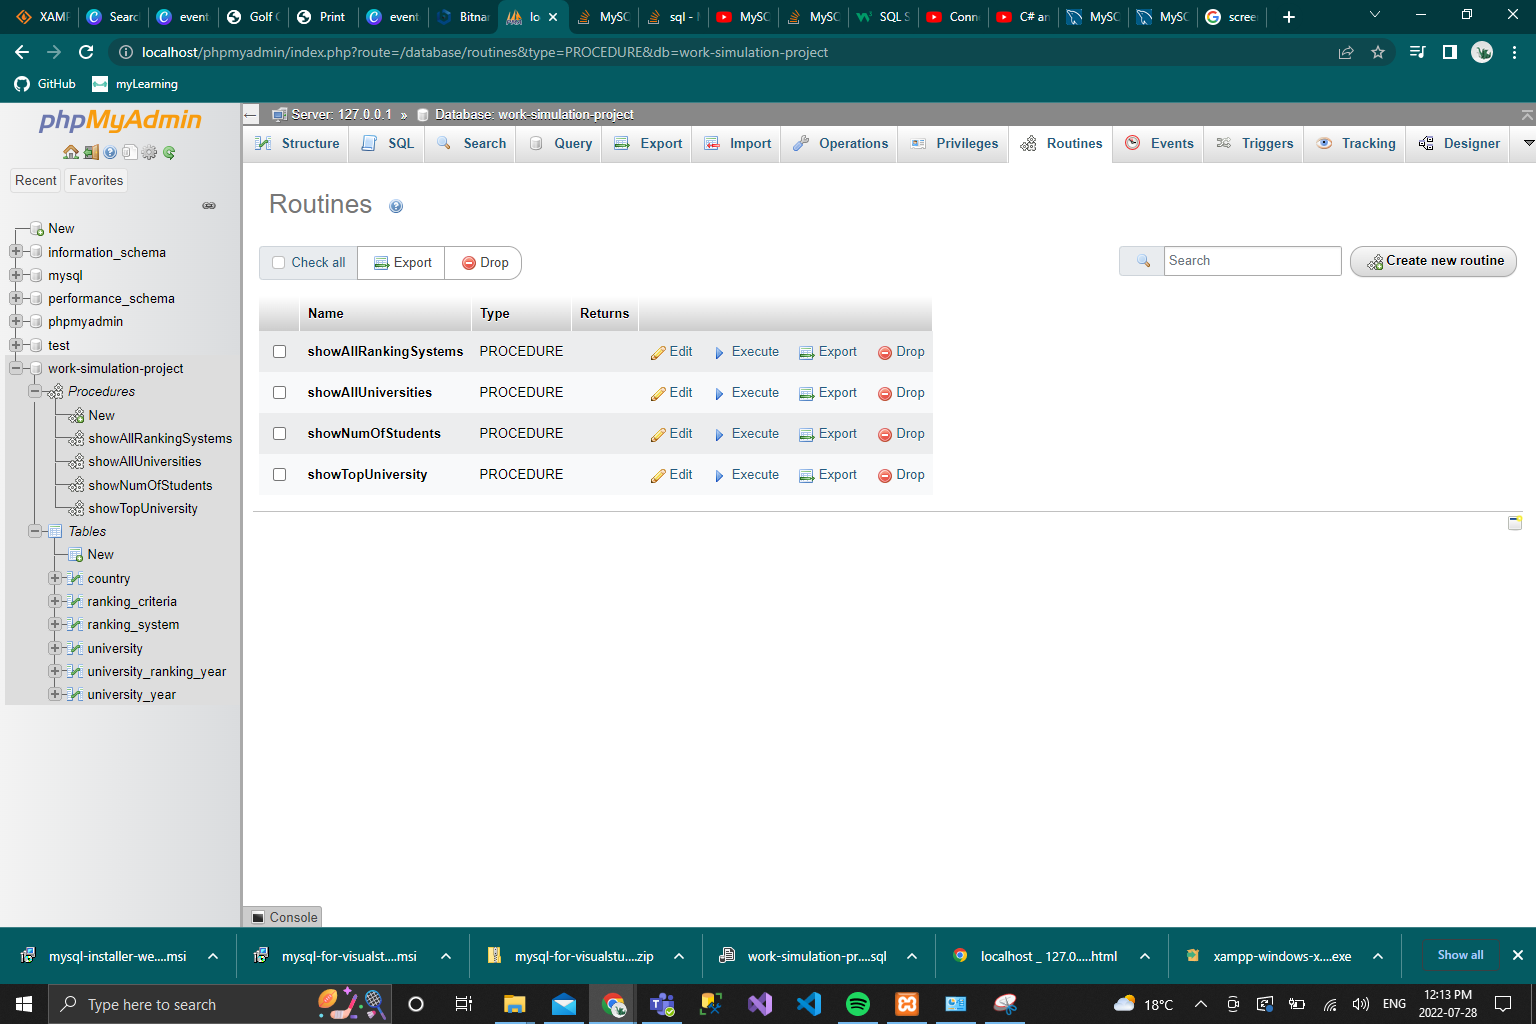 XAMF
Searc
event
Golf C
Print
event
Bitnar
lo
MySC
sql - M
MySC
MySC
SQL S
Conn
C# an
MySC
MySC
scree
localhost/phpmyadmin/index.php?route=/database/routines&type=PROCEDURE&db=work-simulation-project
GitHub myLearning
phpMyAdmin
Recent Favorites
New
information_schema
mysql
performance_schema
phpmyadmin
test
work-simulation-project
Procedures
New
showAllRankingSystems
showAllUniversities
showNumOfStudents
showTopUniversity
Tables
New
country
ranking_criteria
ranking_system
university
university_ranking_year
university_year
Server: 127.0.0.1 » Database: work-simulation-project
Structure SQL Search Query Export Import Operations Privileges Routines Events Triggers Tracking Designer
Routines
Check all Export Drop
Search
Create new routine
Name Type Returns
showAllRankingSystems PROCEDURE Edit Execute Export Drop
showAllUniversities PROCEDURE Edit Execute Export Drop
showNumOfStudents PROCEDURE Edit Execute Export Drop
showTopUniversity PROCEDURE Edit Execute Export Drop
Console
mysql-installer-we....msi
mysql-for-visualst....msi
mysql-for-visualstu....zip
work-simulation-pr....sql
localhost _ 127.0.....html
xampp-windows-x....exe
Show all
Type here to search
18°C
ENG
12:13 PM
2022-07-28